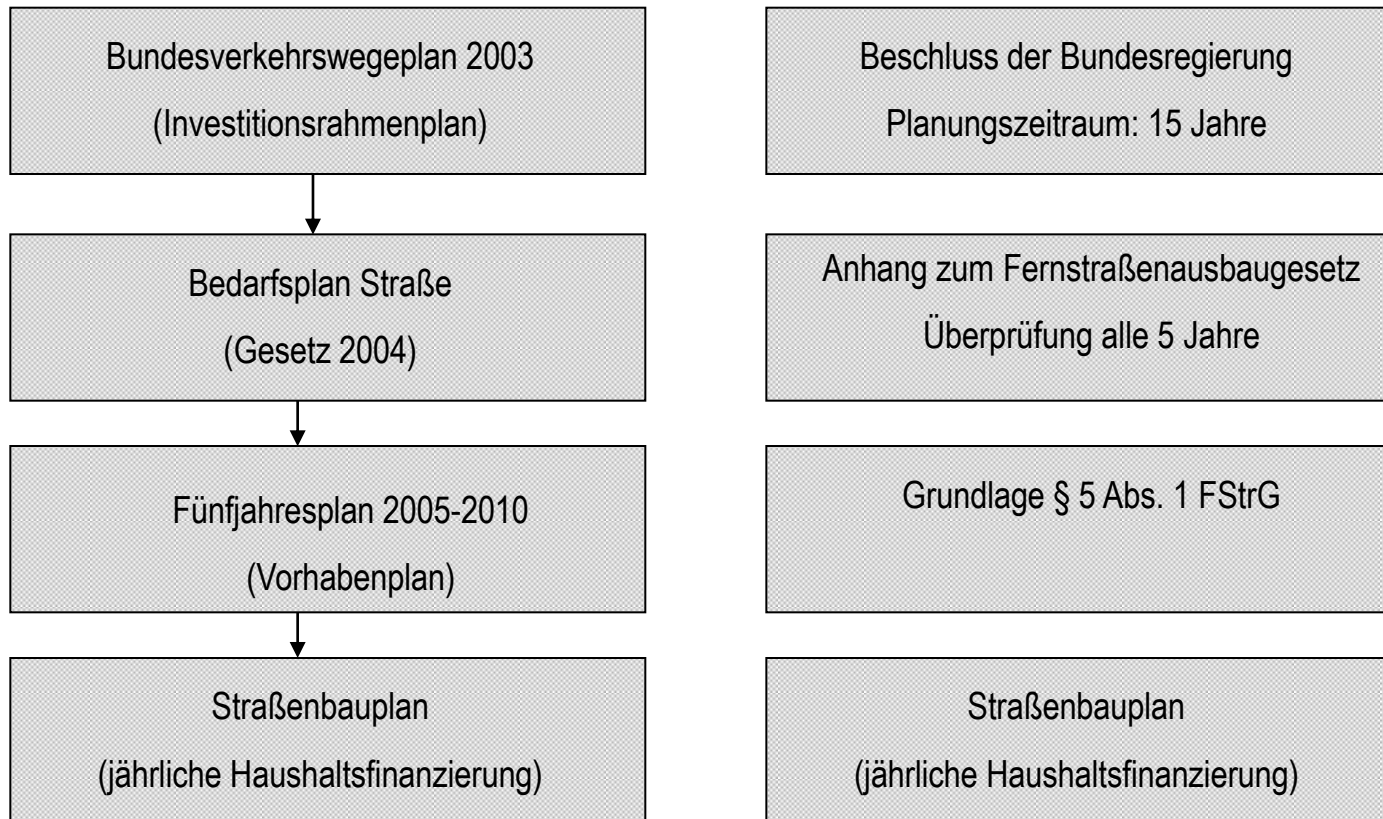 Bundesverkehrswegeplan 2003
(Investitionsrahmenplan)
Beschluss der Bundesregierung
Planungszeitraum: 15 Jahre
Bedarfsplan Straße
(Gesetz 2004)
Anhang zum Fernstraßenausbaugesetz
Überprüfung alle 5 Jahre
Fünfjahresplan 2005-2010
(Vorhabenplan)
Grundlage § 5 Abs. 1 FStrG
Straßenbauplan
(jährliche Haushaltsfinanzierung)
Straßenbauplan
(jährliche Haushaltsfinanzierung)